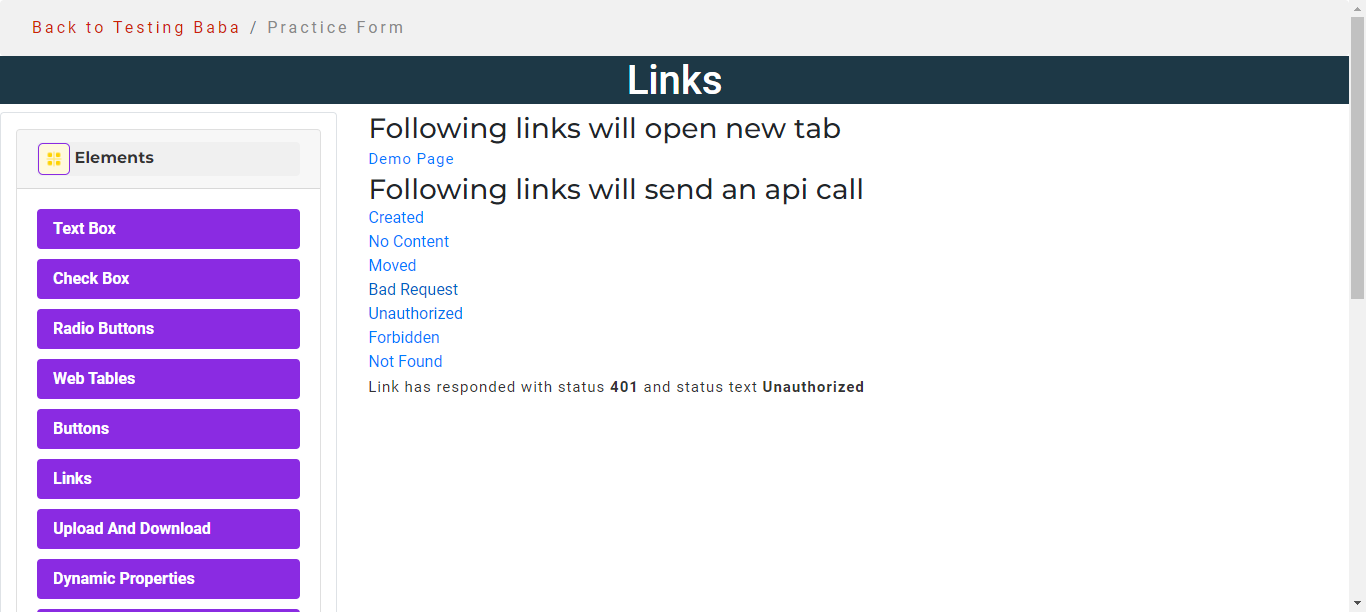 Back to Testing Baba / Practice Form
Links
Elements
Text Box
Check Box
Radio Buttons
Web Tables
Buttons
Links
Upload And Download
Dynamic Properties
Following links will open new tab
Demo Page
Following links will send an api call
Created
No Content
Moved
Bad Request
Unauthorized
Forbidden
Not Found
Link has responded with status 401 and status text Unauthorized